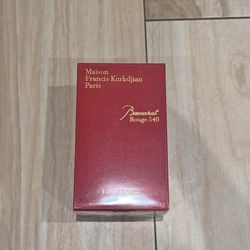 Maison
Francis Kurkdjian
Paris
Baccarat
Rouge 540